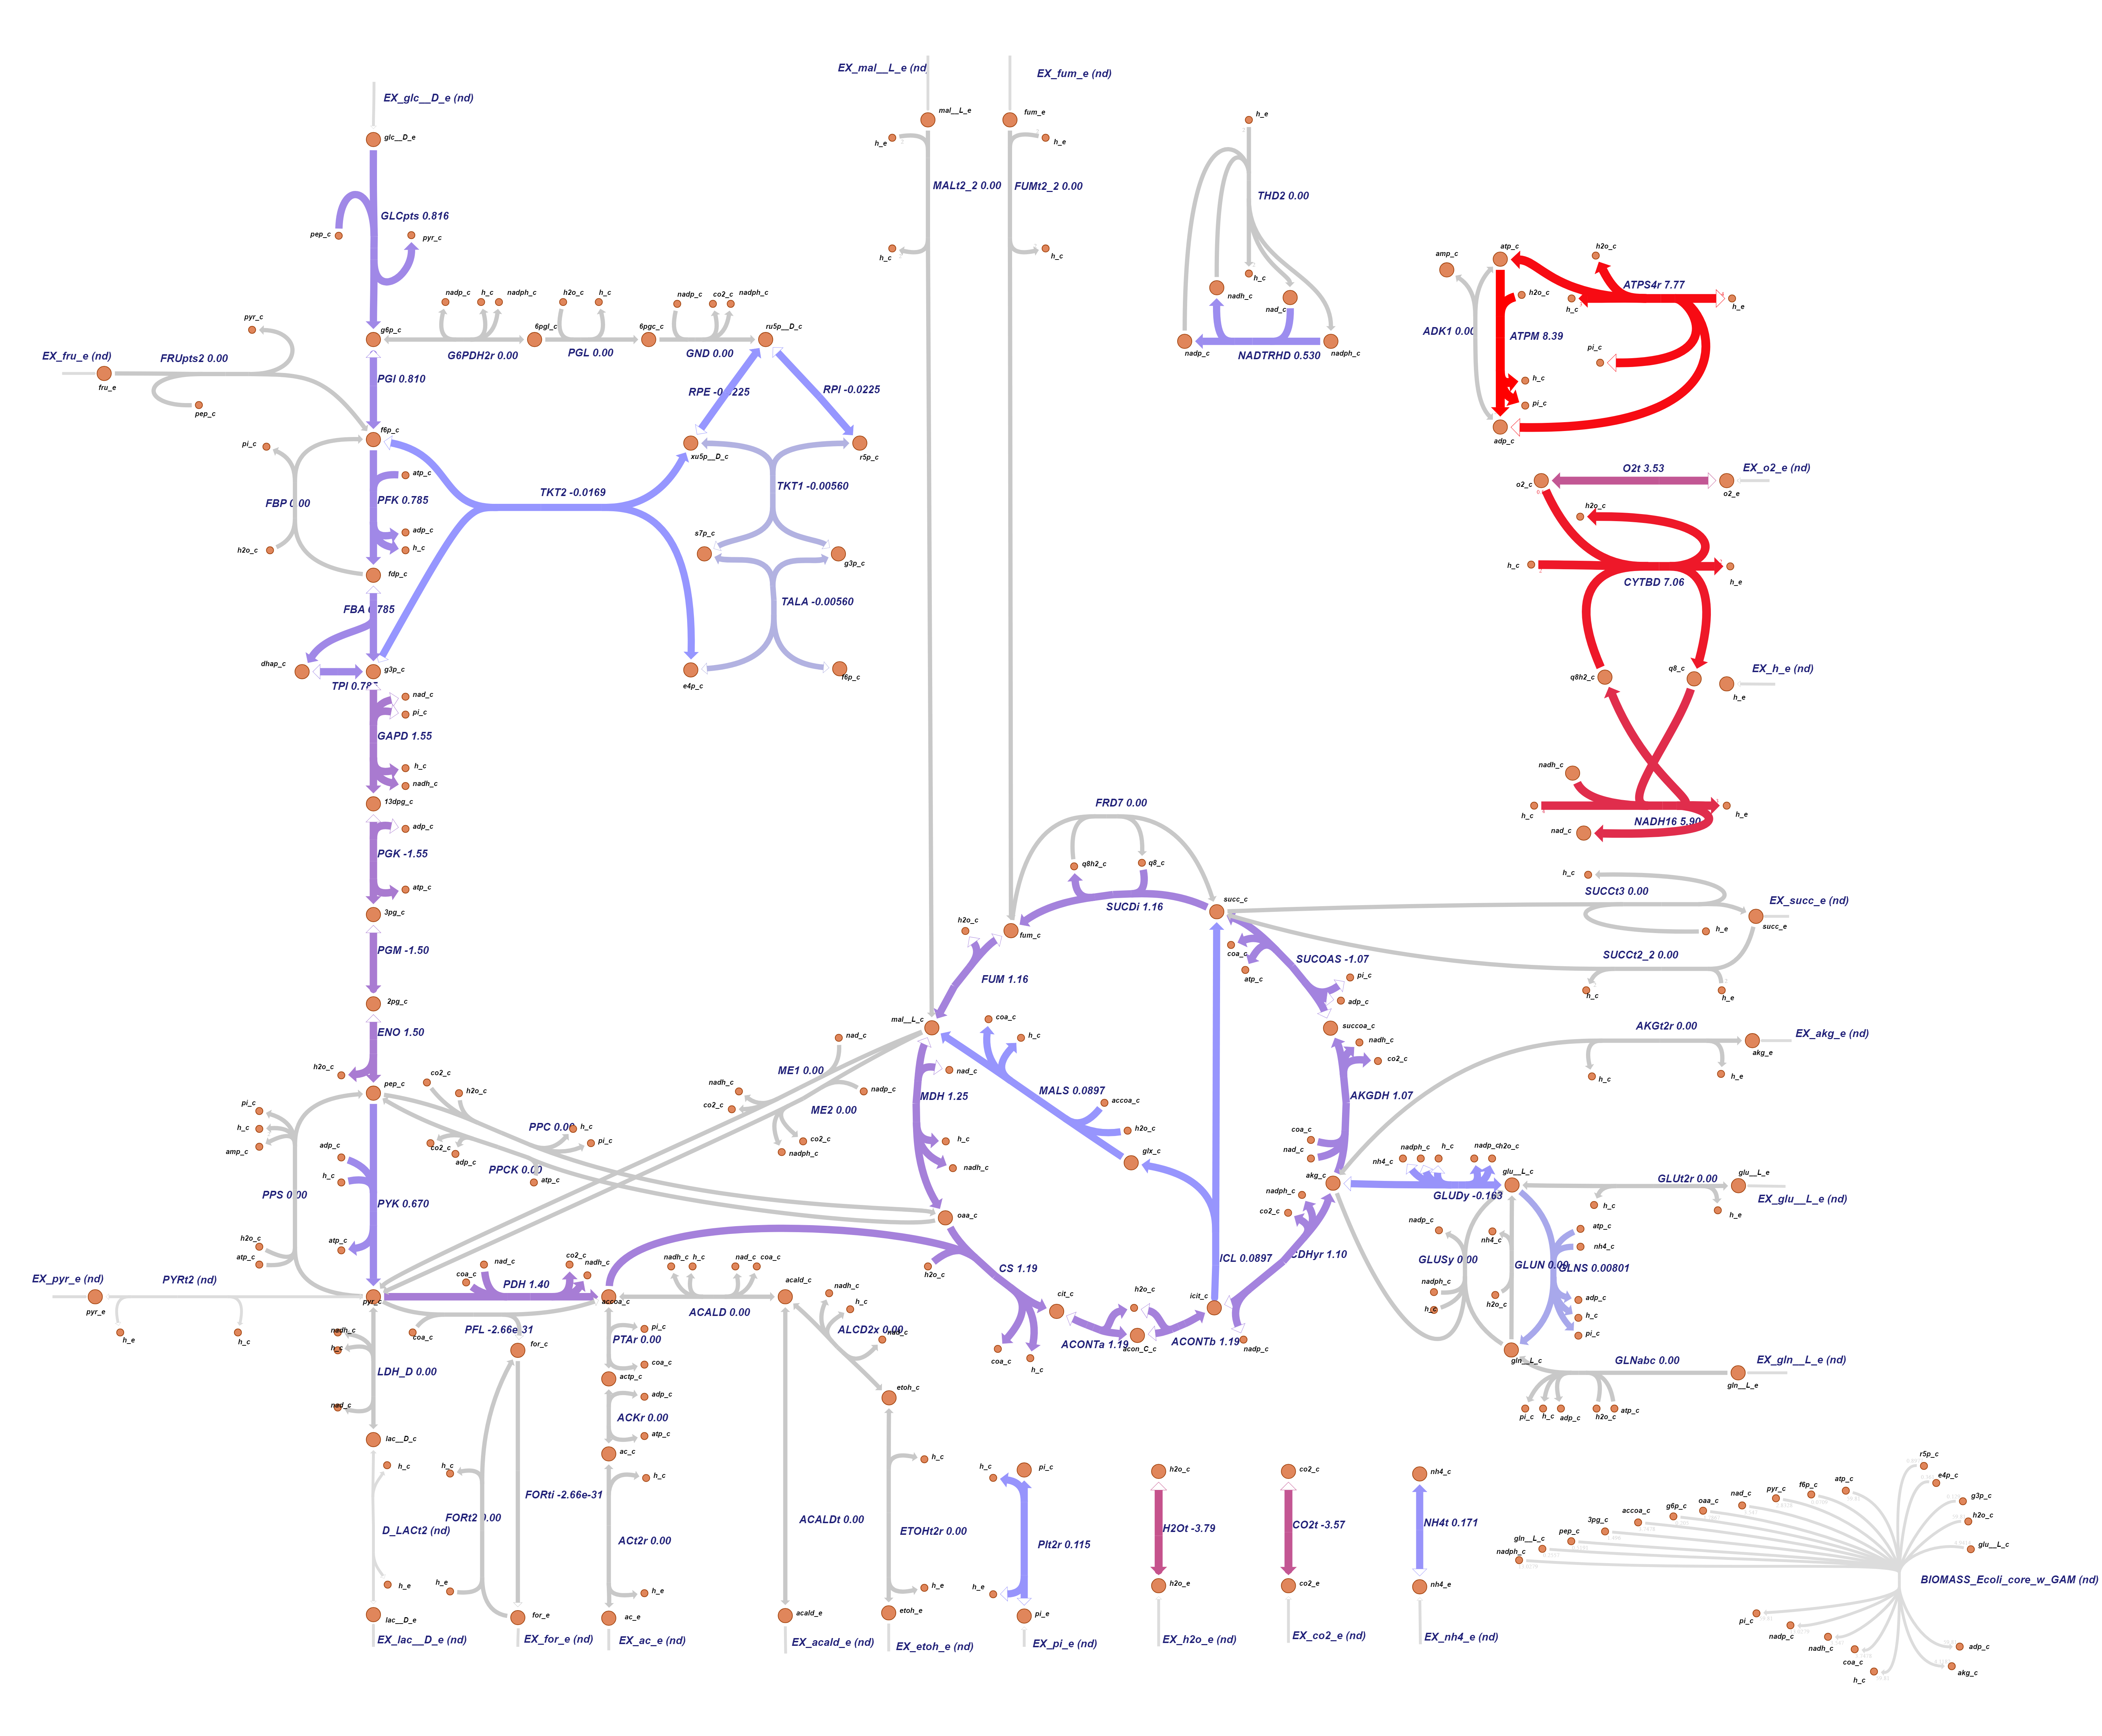 EX_mal__L_e (nd)
EX_fum_e (nd)
EX_glc__D_e (nd)
mal__L_e
fum_e
h_e
glc__D_e
h_e
h_e
MALt2_2 0.00
FUMt2_2 0.00
THD2 0.00
GLCpts 0.816
pep_c
pyr_c
h_c
h_c
h_c
nadh_c
nad_c
nadp_c
NADTRHD 0.530
nadph_c
amp_c
atp_c
h2o_c
ATPS4r 7.77
h2o_c
h_c
h_e
ADK1 0.00
ATPM 8.39
pi_c
h_c
pi_c
adp_c
nadp_c
h_c
nadph_c
h2o_c
h_c
nadp_c
co2_c
nadph_c
pyr_c
g6p_c
6pgl_c
6pgc_c
ru5p__D_c
G6PDH2r 0.00
PGL 0.00
GND 0.00
EX_fru_e (nd)
FRUpts2 0.00
fru_e
pep_c
PGI 0.810
RPE -0.0225
RPI -0.0225
pi_c
f6p_c
xu5p__D_c
r5p_c
atp_c
FBP 0.00
PFK 0.785
TKT2 -0.0169
TKT1 -0.00560
adp_c
h_c
h2o_c
fdp_c
s7p_c
g3p_c
FBA 0.785
TALA -0.00560
dhap_c
g3p_c
TPI 0.785
e4p_c
f6p_c
O2t 3.53
EX_o2_e (nd)
o2_c
o2_e
h2o_c
h_c
CYTBD 7.06
h_e
q8h2_c
q8_c
EX_h_e (nd)
h_e
nadh_c
h_c
nad_c
NADH16 5.90
h_e
nad_c
pi_c
GAPD 1.55
h_c
nadh_c
13dpg_c
adp_c
PGK -1.55
atp_c
3pg_c
PGM -1.50
2pg_c
ENO 1.50
h2o_c
pep_c
FRD7 0.00
q8h2_c
q8_c
SUCDi 1.16
succ_c
h2o_c
fum_c
FUM 1.16
coa_c
atp_c
SUCOAS -1.07
pi_c
adp_c
succoa_c
h_c
SUCCt3 0.00
EX_succ_e (nd)
succ_e
h_e
SUCCt2_2 0.00
h_c
h_e
mal__L_c
coa_c
h_c
nad_c
MDH 1.25
MALS 0.0897
accoa_c
h2o_c
glx_c
h_c
nadh_c
nadh_c
co2_c
AKGDH 1.07
coa_c
nad_c
akg_c
AKGt2r 0.00
EX_akg_e (nd)
akg_e
h_c
h_e
nad_c
ME1 0.00
nadh_c
co2_c
nadp_c
ME2 0.00
co2_c
nadph_c
co2_c
h2o_c
PPC 0.00
h_c
pi_c
co2_c
adp_c
PPCK 0.00
atp_c
pi_c
h_c
amp_c
adp_c
h_c
PPS 0.00
PYK 0.670
h2o_c
atp_c
atp_c
oaa_c
nadph_c
co2_c
nh4_c
nadph_c
h_c
nadp_c
h2o_c
glu__L_c
GLUDy -0.163
GLUt2r 0.00
glu__L_e
EX_glu__L_e (nd)
h_c
h_e
nadp_c
nh4_c
atp_c
nh4_c
GLUSy 0.00
GLUN 0.00
GLNS 0.00801
nadph_c
h_c
h2o_c
adp_c
h_c
pi_c
gln__L_c
GLNabc 0.00
EX_gln__L_e (nd)
gln__L_e
pi_c
h_c
adp_c
h2o_c
atp_c
EX_pyr_e (nd)
PYRt2 (nd)
pyr_e
h_e
h_c
pyr_c
coa_c
nad_c
PDH 1.40
co2_c
nadh_c
accoa_c
nadh_c
h_c
nad_c
coa_c
ACALD 0.00
acald_c
nadh_c
h_c
ALCD2x 0.00
nad_c
h2o_c
CS 1.19
cit_c
coa_c
h_c
ACONTa 1.19
h2o_c
acon_C_c
ACONTb 1.19
icit_c
ICL 0.0897
CDHyr 1.10
nadp_c
coa_c
PFL -2.66e-31
for_c
PTAr 0.00
pi_c
coa_c
actp_c
adp_c
ACKr 0.00
atp_c
ac_c
nadh_c
h_c
LDH_D 0.00
nad_c
lac__D_c
h_c
D_LACt2 (nd)
h_e
lac__D_e
EX_lac__D_e (nd)
h_c
FORt2 0.00
h_e
FORti -2.66e-31
for_e
EX_for_e (nd)
h_c
ACt2r 0.00
h_e
ac_e
EX_ac_e (nd)
ACALDt 0.00
acald_e
EX_acald_e (nd)
etoh_c
h_c
ETOHt2r 0.00
h_e
etoh_e
EX_etoh_e (nd)
h_c
pi_c
PIt2r 0.115
h_e
pi_e
EX_pi_e (nd)
h2o_c
H2Ot -3.79
h2o_e
EX_h2o_e (nd)
co2_c
CO2t -3.57
co2_e
EX_co2_e (nd)
nh4_c
NH4t 0.171
nh4_e
EX_nh4_e (nd)
nadph_c
gln__L_c
pep_c
3pg_c
accoa_c
g6p_c
oaa_c
nad_c
pyr_c
f6p_c
atp_c
r5p_c
e4p_c
g3p_c
h2o_c
glu__L_c
BIOMASS_Ecoli_core_w_GAM (nd)
pi_c
nadp_c
nadh_c
coa_c
h_c
adp_c
akg_c